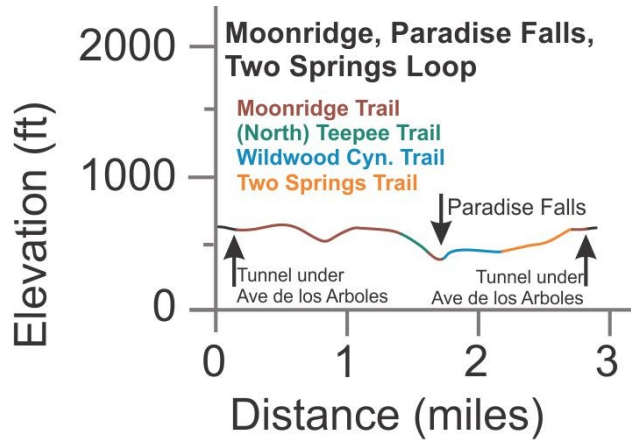 Moonridge, Paradise Falls,
Two Springs Loop
Moonridge Trail
(North) Teepee Trail
Wildwood Cyn. Trail
Two Springs Trail
Paradise Falls
Tunnel under
Ave de los Arboles
Tunnel under
Ave de los Arboles
Elevation (ft)
2000
1000
0
0 1 2 3
Distance (miles)